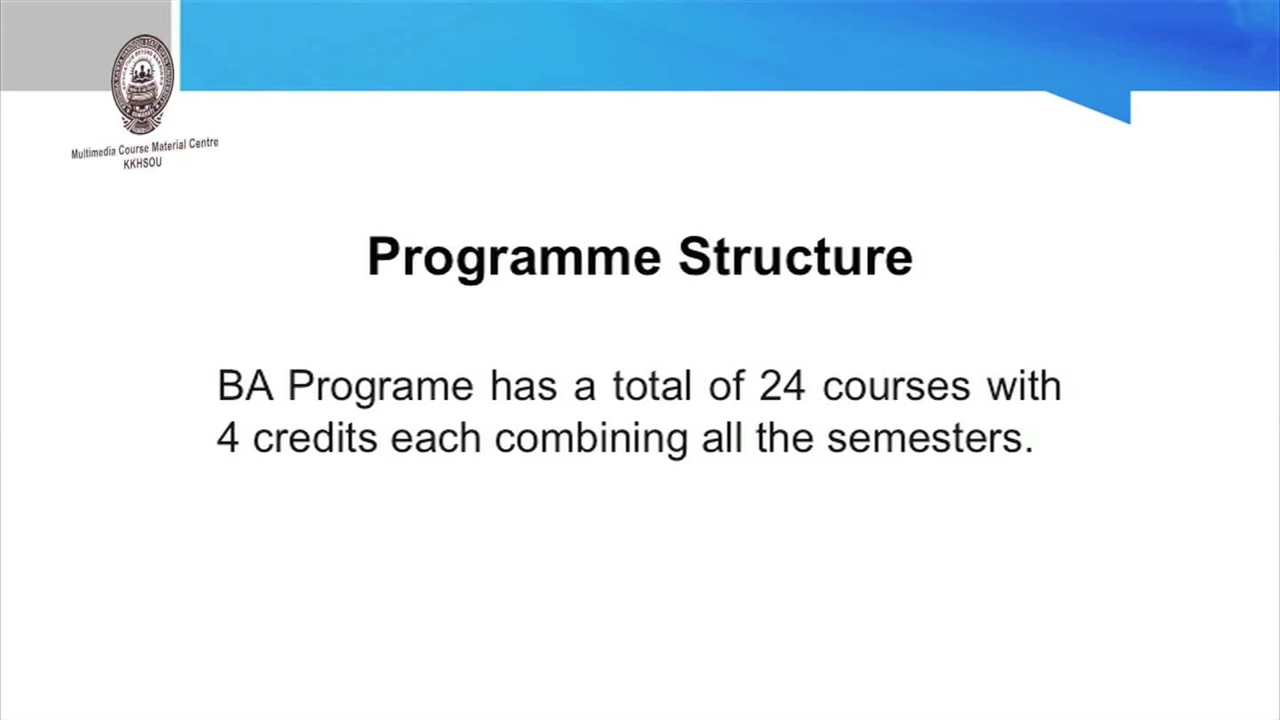 Multimedia Course Material Centre
KKHSOU
Programme Structure
BA Programe has a total of 24 courses with
4 credits each combining all the semesters.